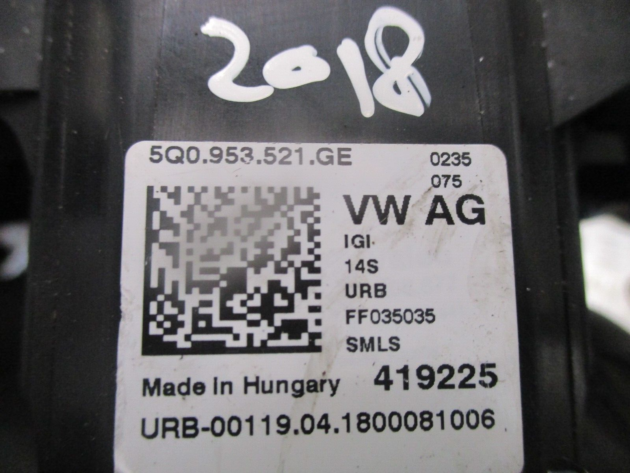 2018
5Q0.953.521.GE 0235
075
VW AG
IGI
14S
URB
FF035035
SMLS
Made in Hungary 419225
URB-00119.04.1800081006